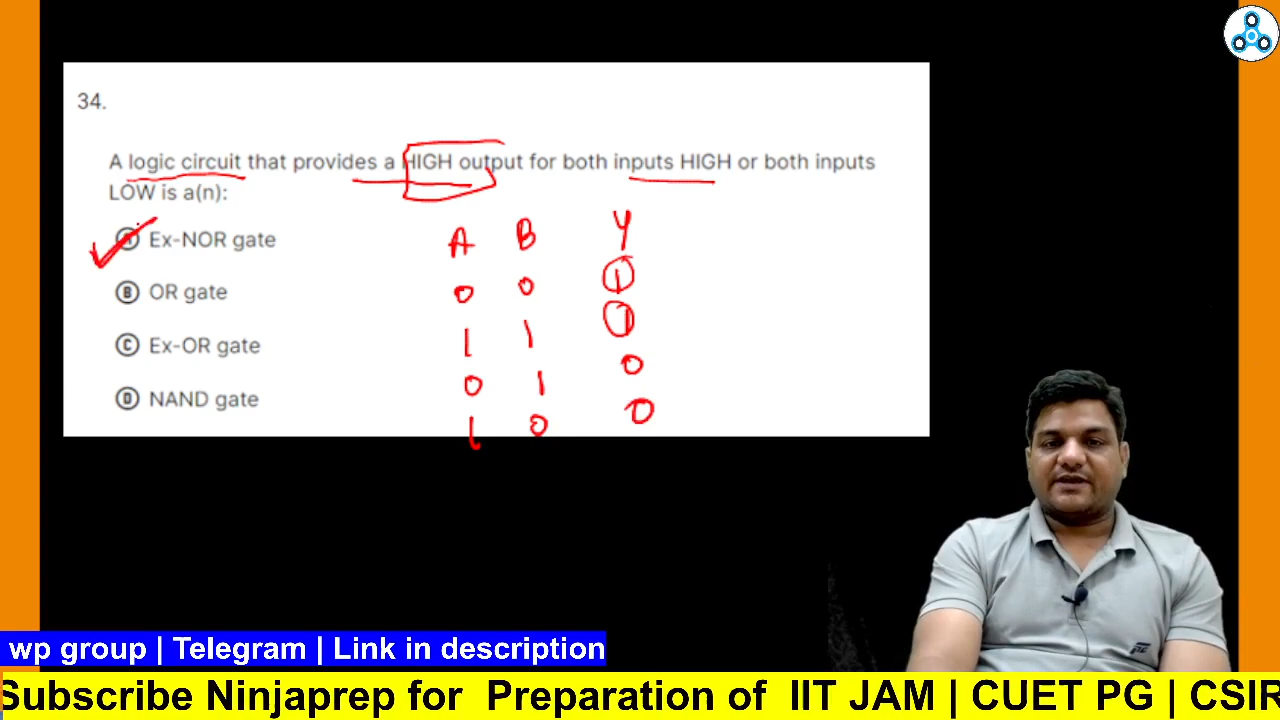 34.
A logic circuit that provides a HIGH output for both inputs HIGH or both inputs
LOW is a(n):
A Ex-NOR gate
B OR gate
C Ex-OR gate
D NAND gate
A B Y
0 0 1
1 1 1
0 1 0
1 0 0
wp group | Telegram | Link in description
Subscribe Ninjaprep for Preparation of IIT JAM | CUET PG | CSIR